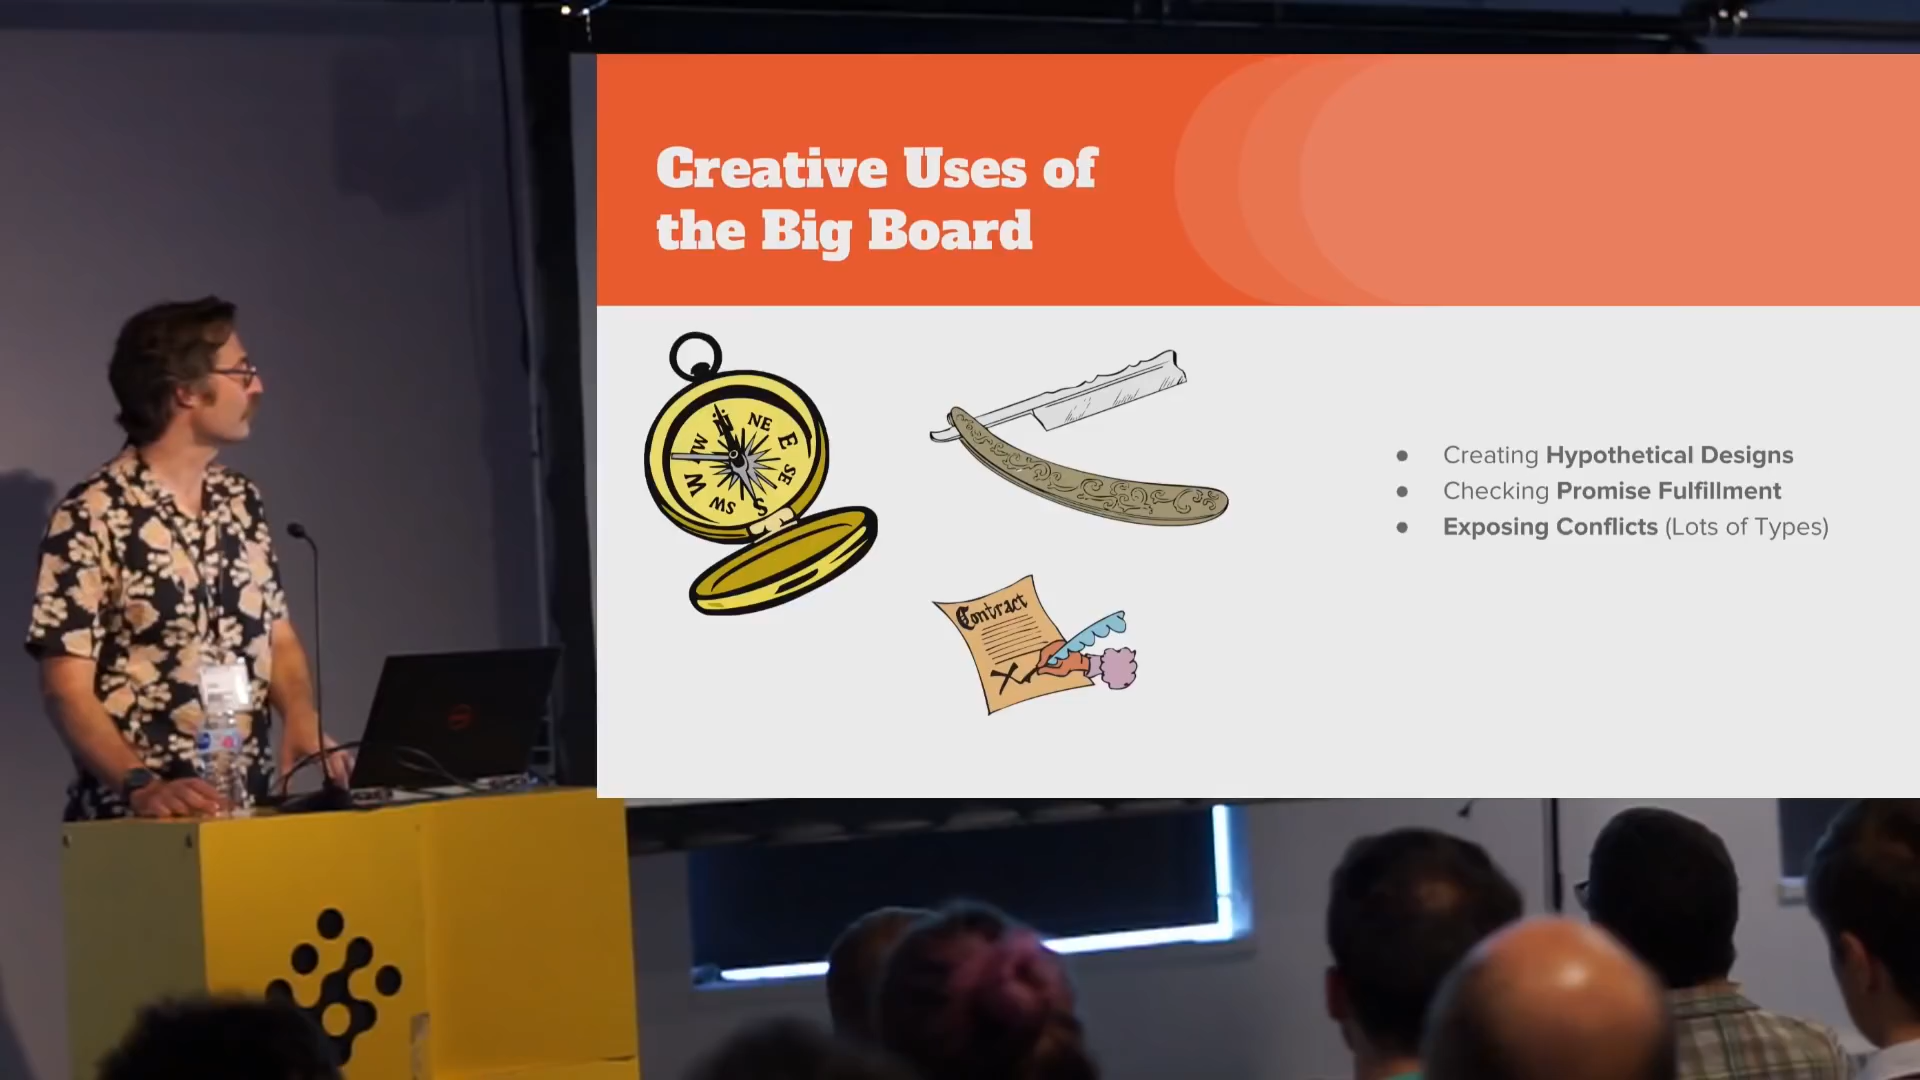 Creative Uses of
the Big Board
NE
E
SE
S
SW
W
Contract
X
● Creating Hypothetical Designs
● Checking Promise Fulfillment
● Exposing Conflicts (Lots of Types)